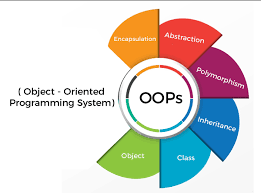 Encapsulation
Abstraction
Polymorphism
Inheritance
Class
Object
OOPs
( Object - Oriented
Programming System)